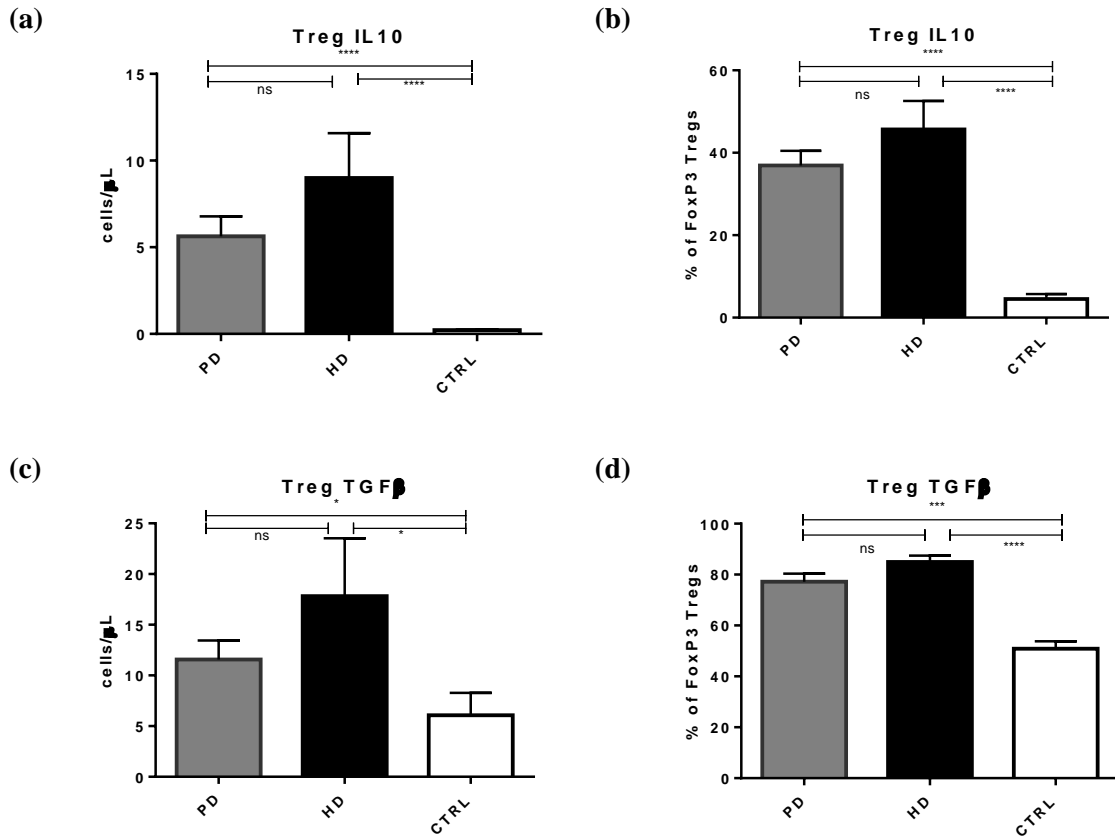 (a)
Treg IL10
****
ns
****
cells/µL
15
10
5
0
PD
HD
CTRL
(b)
Treg IL10
****
ns
****
% of FoxP3 Tregs
60
40
20
0
PD
HD
CTRL
(c)
Treg TGFβ
*
ns
*
cells/µL
25
20
15
10
5
0
PD
HD
CTRL
(d)
Treg TGFβ
***
ns
****
% of FoxP3 Tregs
100
80
60
40
20
0
PD
HD
CTRL